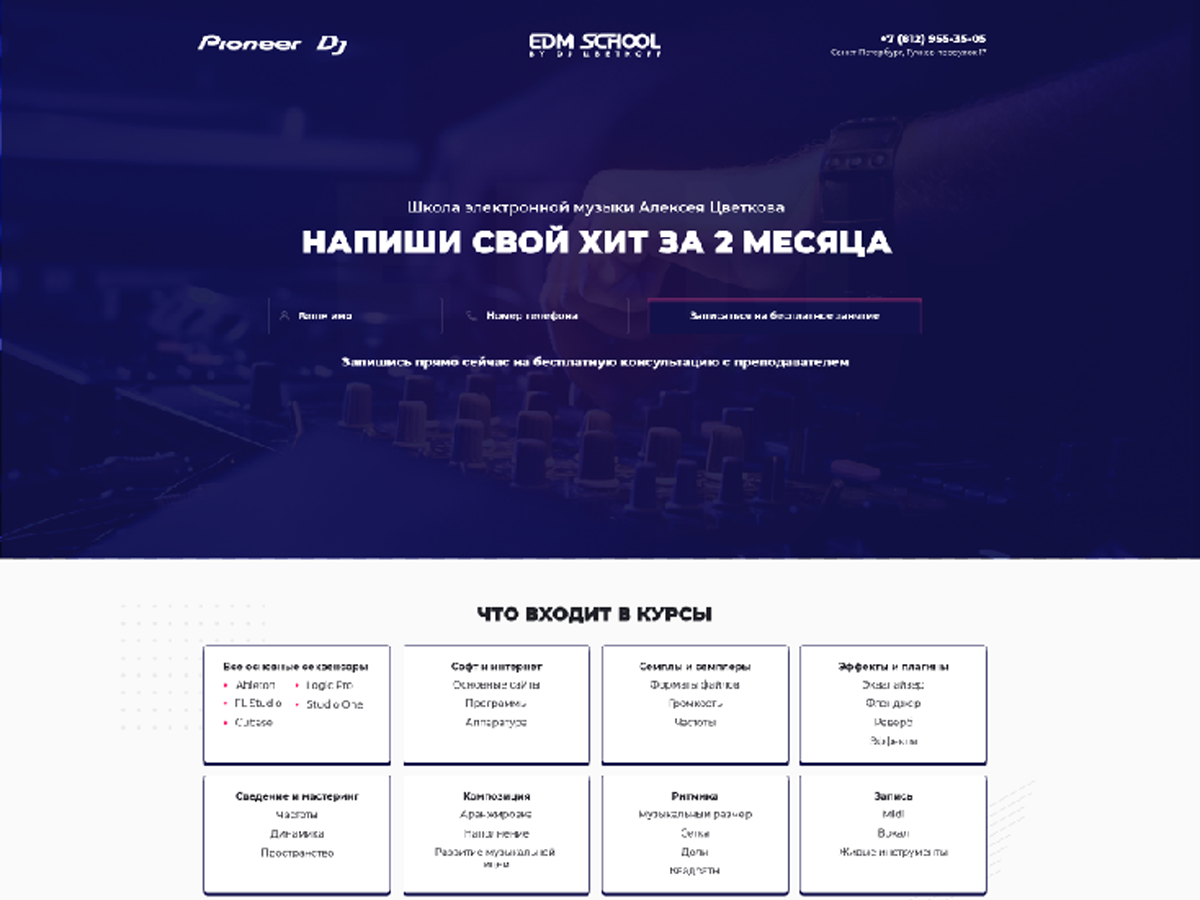 Pioneer Dj
EDM SCHOOL
BY DJ ЦВЕТКОFF
+7 (812) 955-35-05
Санкт-Петербург,
Школа электронной музыки Алексея Цветкова
НАПИШИ СВОЙ ХИТ ЗА 2 МЕСЯЦА
Ваше имя
Номер телефона
Записаться на бесплатное занятие
Запишись прямо сейчас на бесплатную консультацию с преподавателем
ЧТО ВХОДИТ В КУРСЫ
Все основные секвенсоры
Ableton
Logic Pro
FL Studio
Studio One
Cubase
Софт и интернет
Основные сайты
Программы
Аппаратура
Семплы и семплеры
Форматы файлов
Громкость
Частоты
Эффекты и плагины
Эквалайзер
Фленджер
Реверб
Эффекты
Сведение и мастеринг
Частоты
Динамика
Пространство
Композиция
Аранжировка
Наполнение
Развитие музыкальной
идеи
Ритмика
Музыкальный размер
Сетка
Доли
Квадраты
Запись
Midi
Вокал
Живые инструменты